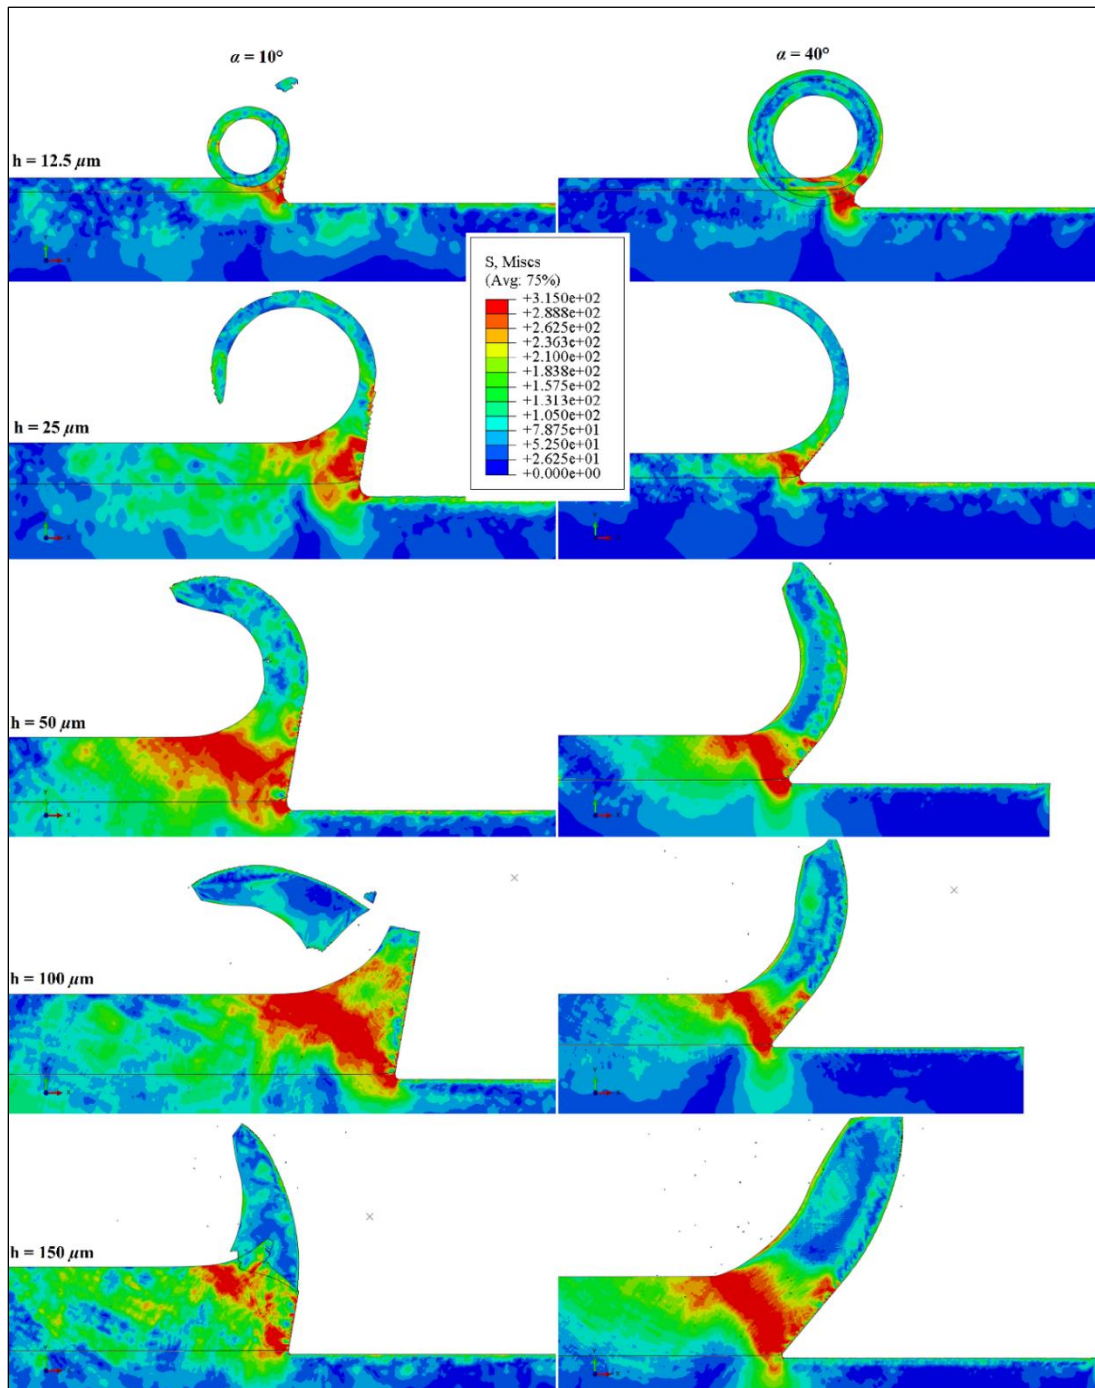 α = 10°
α = 40°
h = 12.5 μm
S, Mises
(Avg: 75%)
+3.150e+02
+2.888e+02
+2.625e+02
+2.363e+02
+2.100e+02
+1.838e+02
+1.575e+02
+1.313e+02
+1.050e+02
+7.875e+01
+5.250e+01
+2.625e+01
+0.000e+00
h = 25 μm
h = 50 μm
h = 100 μm
h = 150 μm